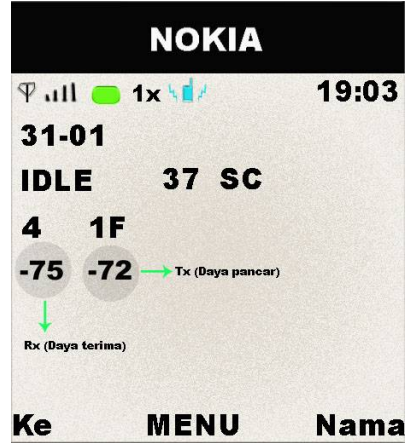 NOKIA
1x 19:03
31-01
IDLE 37 SC
4 1F
-75 -72 Tx (Daya pancar)
Rx (Daya terima)
Ke MENU Nama